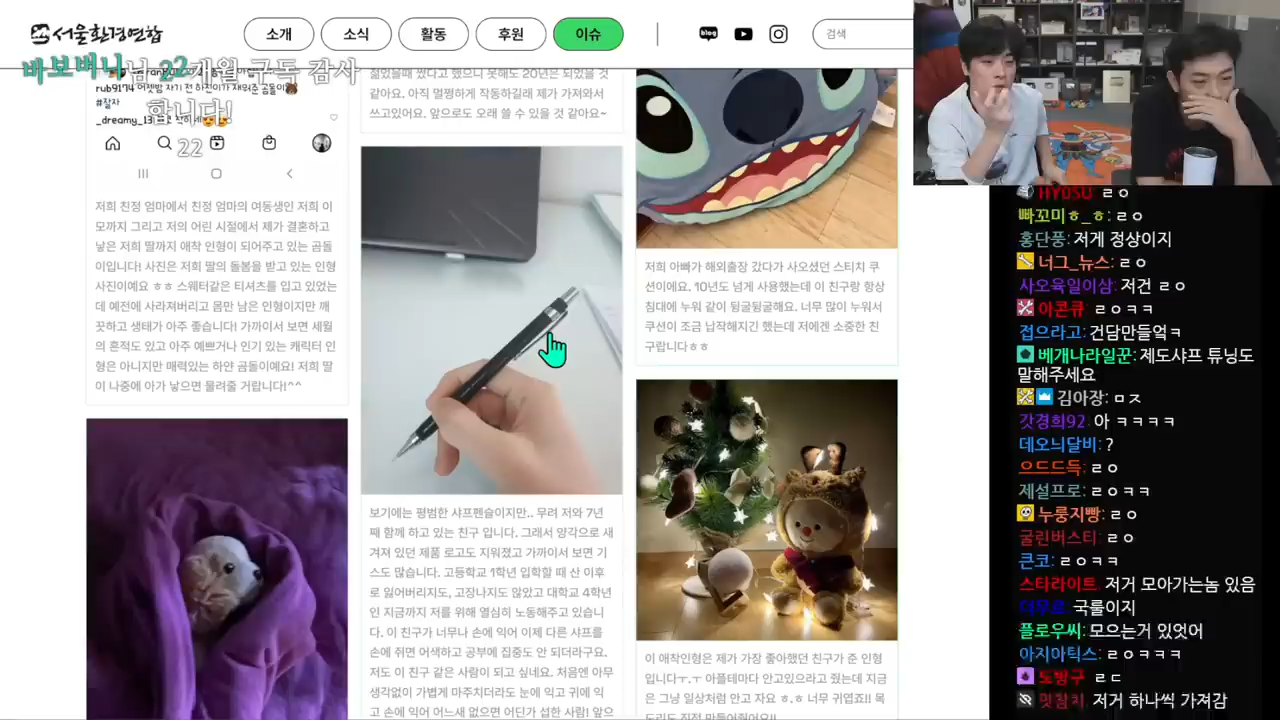 서울환경연합
소개
소식
활동
후원
이슈
검색
바보버니님 22개월 구독 감사
합니다!
22
#잠자
저희 친정 엄마에서 친정 엄마의 여동생인 저희 이
모까지 그리고 저의 어린 시절에서 제가 결혼하고
낳은 저희 딸까지 애착 인형이 되어주고 있는 곰돌
이입니다! 사진은 저희 딸의 돌봄을 받고 있는 인형
사진이예요 ㅎㅎ 스웨터같은 티셔츠를 입고 있었는
데 예전에 사라져버리고 몸만 남은 인형이지만 깨
끗하고 생태가 아주 좋습니다! 가까이서 보면 세월
의 흔적도 있고 아주 예쁘거나 인기 있는 캐릭터 인
형은 아니지만 매력있는 하얀 곰돌이예요! 저희 딸
이 나중에 아가 낳으면 물려줄 거랍니다!^^
젊었을때 썼다고 했으니 못해도 20년은 되었을 것
같아요. 아직 멀쩡하게 작동하길래 제가 가져와서
쓰고있어요. 앞으로도 오래 쓸 수 있을 것 같아요~
보기에는 평범한 샤프펜슬이지만.. 무려 저와 7년
째 함께 하고 있는 친구 입니다. 그래서 양각으로 새
겨져 있던 제품 로고도 지워졌고 가까이서 보면 기
스도 많습니다. 고등학교 1학년 입학할 때 산 이후
로 잃어버리지도, 고장나지도 않았고 대학교 4학년
인 지금까지 저를 위해 열심히 노동해주고 있습니
다. 이 친구가 너무나 손에 익어 이제 다른 샤프를
손에 쥐면 어색하고 공부에 집중도 안 되더라구요.
저도 이 친구 같은 사람이 되고 싶네요. 처음엔 아무
생각없이 가볍게 마주치더라도 눈에 익고 귀에 익
고 손에 익어 어느새 없으면 어딘가 섭한 사람! 앞으
저희 아빠가 해외출장 갔다가 사오셨던 스티치 쿠
션이에요. 10년도 넘게 사용했는데 이 친구랑 항상
침대에 누워 같이 뒹굴뒹굴해요. 너무 많이 누워서
쿠션이 조금 납작해지긴 했는데 저에겐 소중한 친
구랍니다ㅎㅎ
이 애착인형은 제가 가장 좋아했던 친구가 준 인형
입니다ㅜ.ㅜ 아플때마다 안고있으라고 줬는데 지금
은 그냥 일상처럼 안고 자요 ㅎ.ㅎ 너무 귀엽죠!! 목
도리도 직접 만들어줬어요!!
HYOSU: ㄹㅇ
빠꼬미ㅎ_ㅎ: ㄹㅇ
홍단풍: 저게 정상이지
너그_뉴스: ㄹㅇ
사오육일이삼: 저건 ㄹㅇ
아콘큐: ㄹㅇㅋㅋ
접으라고: 건담만들엌ㅋ
베개나라일꾼: 제도샤프 튜닝도
말해주세요
김아장: ㅁㅈ
갓경희92: 아 ㅋㅋㅋㅋ
데오늬달비: ?
으드드득: ㄹㅇ
제설프로: ㄹㅇㅋㅋ
누룽지빵: ㄹㅇ
굴린버스티: ㄹㅇ
큰코: ㄹㅇㅋㅋ
스타라이트: 저거 모아가는놈 있음
더무르: 국룰이지
플로우씨: 모으는거 있엇어
아지아틱스: ㄹㅇㅋㅋㅋ
도빵구: ㄹㄷ
맛참치: 저거 하나씩 가져감